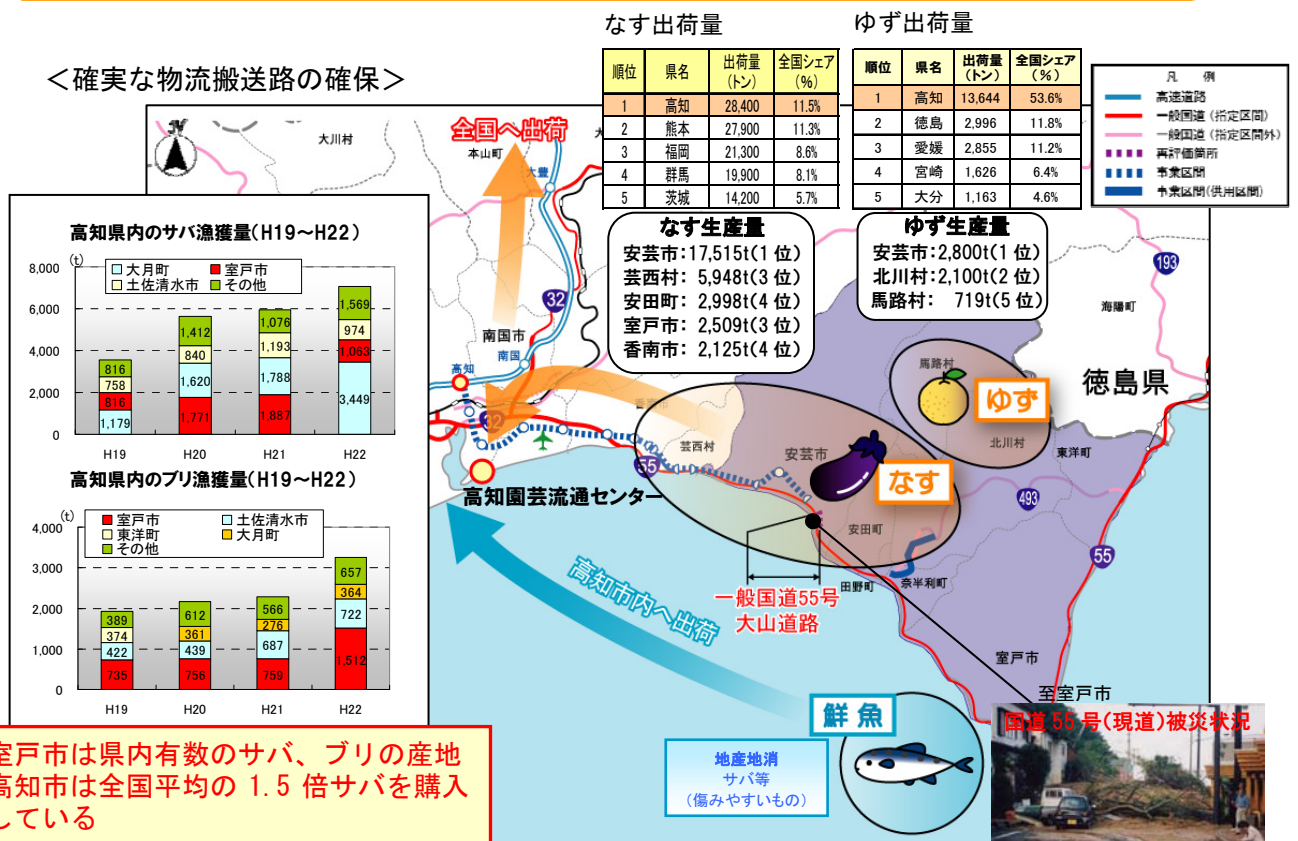 なす出荷量
順位 県名 出荷量(トン) 全国シェア(%)
1 高知 28,400 11.5%
2 熊本 27,900 11.3%
3 福岡 21,300 8.6%
4 群馬 19,900 8.1%
5 茨城 14,200 5.7%
ゆず出荷量
順位 県名 出荷量(トン) 全国シェア(%)
1 高知 13,644 53.6%
2 徳島 2,996 11.8%
3 愛媛 2,855 11.2%
4 宮崎 1,626 6.4%
5 大分 1,163 4.6%
凡 例
高速道路
一般国道(指定区間)
一般国道(指定区間外)
再評価箇所
事業区間
事業区間(供用区間)
<確実な物流搬送路の確保>
全国へ出荷
大川村
本山町
大豊
なす生産量
安芸市:17,515t(1位)
芸西村: 5,948t(3位)
安田町: 2,998t(4位)
室戸市: 2,509t(3位)
香南市: 2,125t(4位)
ゆず生産量
安芸市:2,800t(1位)
北川村:2,100t(2位)
馬路村: 719t(5位)
高知県内のサバ漁獲量(H19~H22)
(t)
大月町 室戸市
土佐清水市 その他
8,000
6,000
4,000
2,000
0
816
758
816
1,179
1,412
840
1,620
1,771
1,076
1,193
1,788
1,887
1,569
974
1,063
3,449
H19 H20 H21 H22
高知県内のブリ漁獲量(H19~H22)
(t)
室戸市 土佐清水市
東洋町 大月町
その他
4,000
3,000
2,000
1,000
0
389
374
422
735
612
361
439
756
566
276
687
759
657
364
722
1,512
H19 H20 H21 H22
193
32
南国市
南国
高知
32
香南市
55
芸西村
安芸市
馬路村
ゆず
北川村
海陽町
徳島県
東洋町
なす
493
安田町
55
高知園芸流通センター
田野町
奈半利町
一般国道55号
大山道路
高知市内へ出荷
室戸市
至室戸市
鮮魚
地産地消
サバ等
(傷みやすいもの)
国道55号(現道)被災状況
室戸市は県内有数のサバ、ブリの産地
高知市は全国平均の1.5倍サバを購入
している